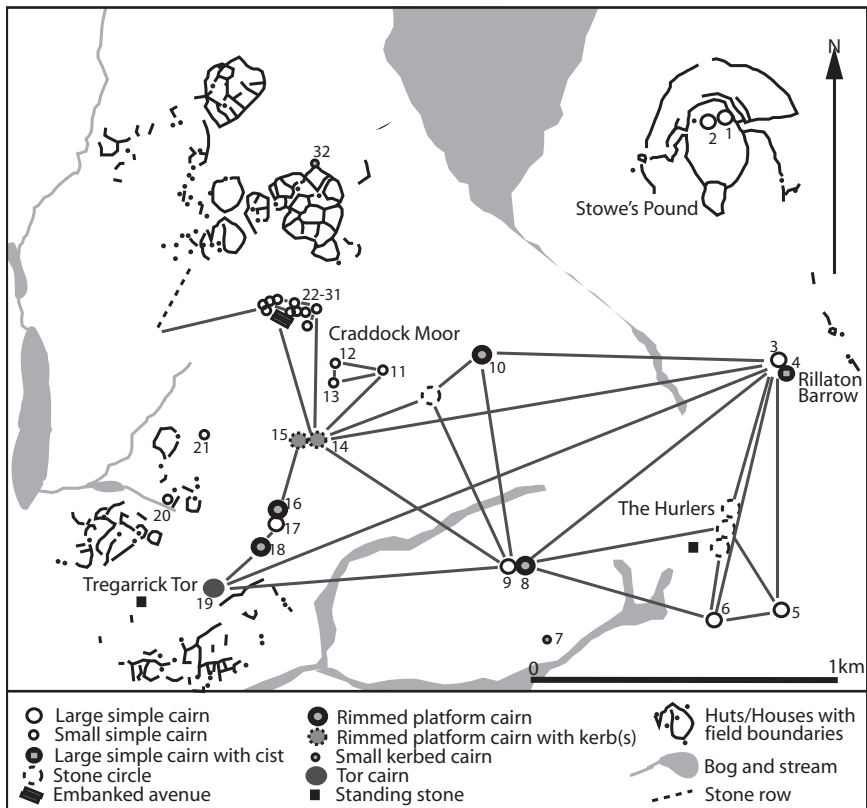 N
32
2 1
Stowe's Pound
22-31
Craddock Moor
12
11
13
10
3
4
Rillaton
Barrow
15
14
21
16
17
18
20
The Hurlers
Tregarrick Tor
19
9 8
6
5
7
0
1km
Large simple cairn
Small simple cairn
Large simple cairn with cist
Stone circle
Embanked avenue
Rimmed platform cairn
Rimmed platform cairn with kerb(s)
Small kerbed cairn
Tor cairn
Standing stone
Huts/Houses with
field boundaries
Bog and stream
Stone row